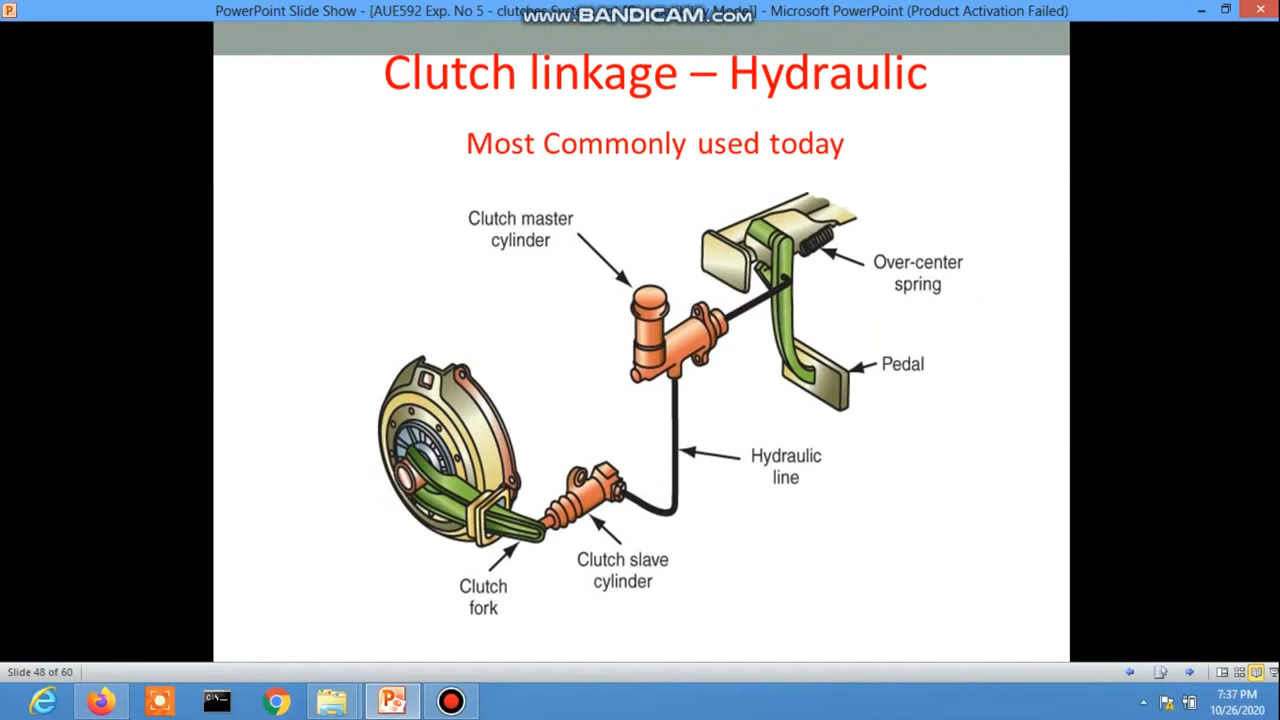 PowerPoint Slide Show - [AUE592 Exp. No 5 - clutches Model] - Microsoft PowerPoint (Product Activation Failed)
www.BANDICAM.com
Clutch linkage – Hydraulic
Most Commonly used today
Clutch master
cylinder
Over-center
spring
Pedal
Hydraulic
line
Clutch slave
cylinder
Clutch
fork
Slide 48 of 60
7:37 PM
10/26/2020